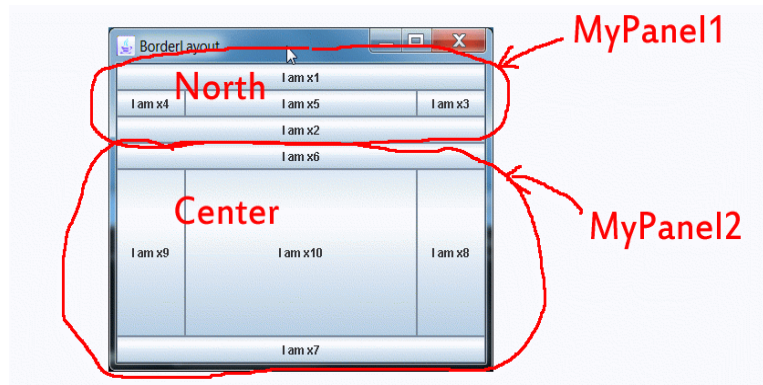 MyPanel1
BorderLayout
I am x1
North
I am x4 I am x5 I am x3
I am x2
I am x6
Center
MyPanel2
I am x9 I am x10 I am x8
I am x7